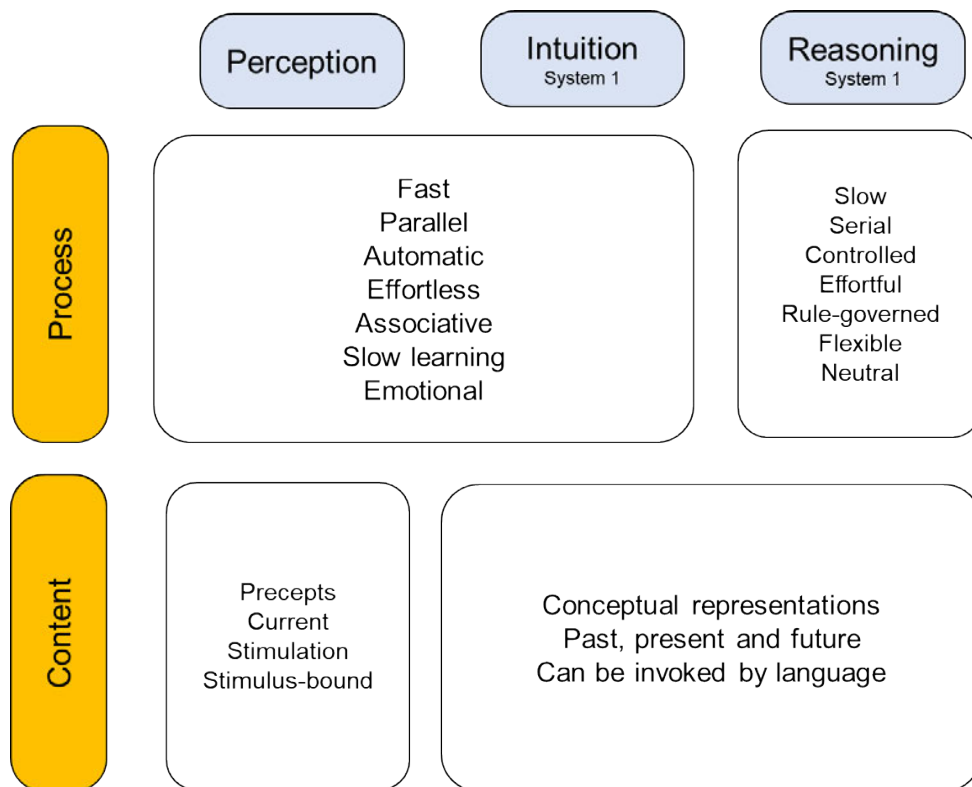 Perception
Intuition
System 1
Reasoning
System 1
Process
Fast
Parallel
Automatic
Effortless
Associative
Slow learning
Emotional
Slow
Serial
Controlled
Effortful
Rule-governed
Flexible
Neutral
Content
Precepts
Current
Stimulation
Stimulus-bound
Conceptual representations
Past, present and future
Can be invoked by language